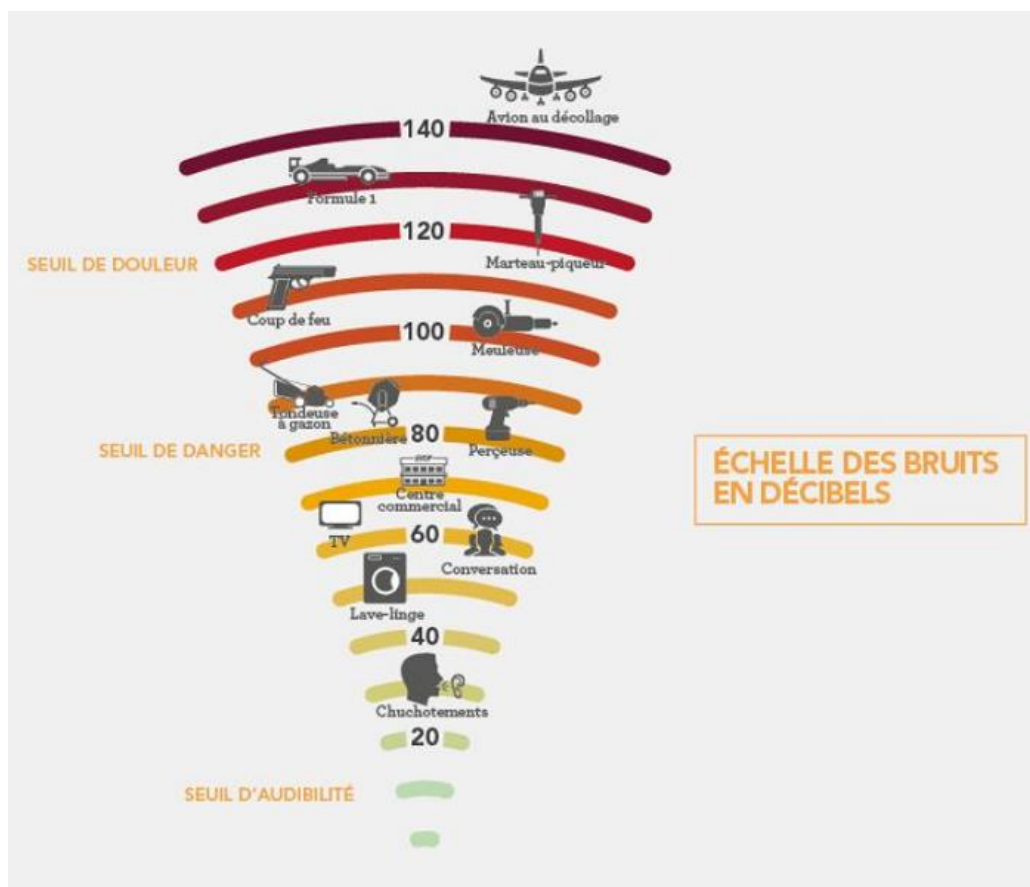 Avion au décollage
140
Formule 1
120
Marteau-piqueur
SEUIL DE DOULEUR
Coup de feu
100
Meuleuse
Tondeuse
à gazon
Bétonnière
80
Perçeuse
SEUIL DE DANGER
ÉCHELLE DES BRUITS
EN DÉCIBELS
Centre
commercial
TV
60
Conversation
Lave-linge
40
Chuchotements
20
SEUIL D'AUDIBILITÉ